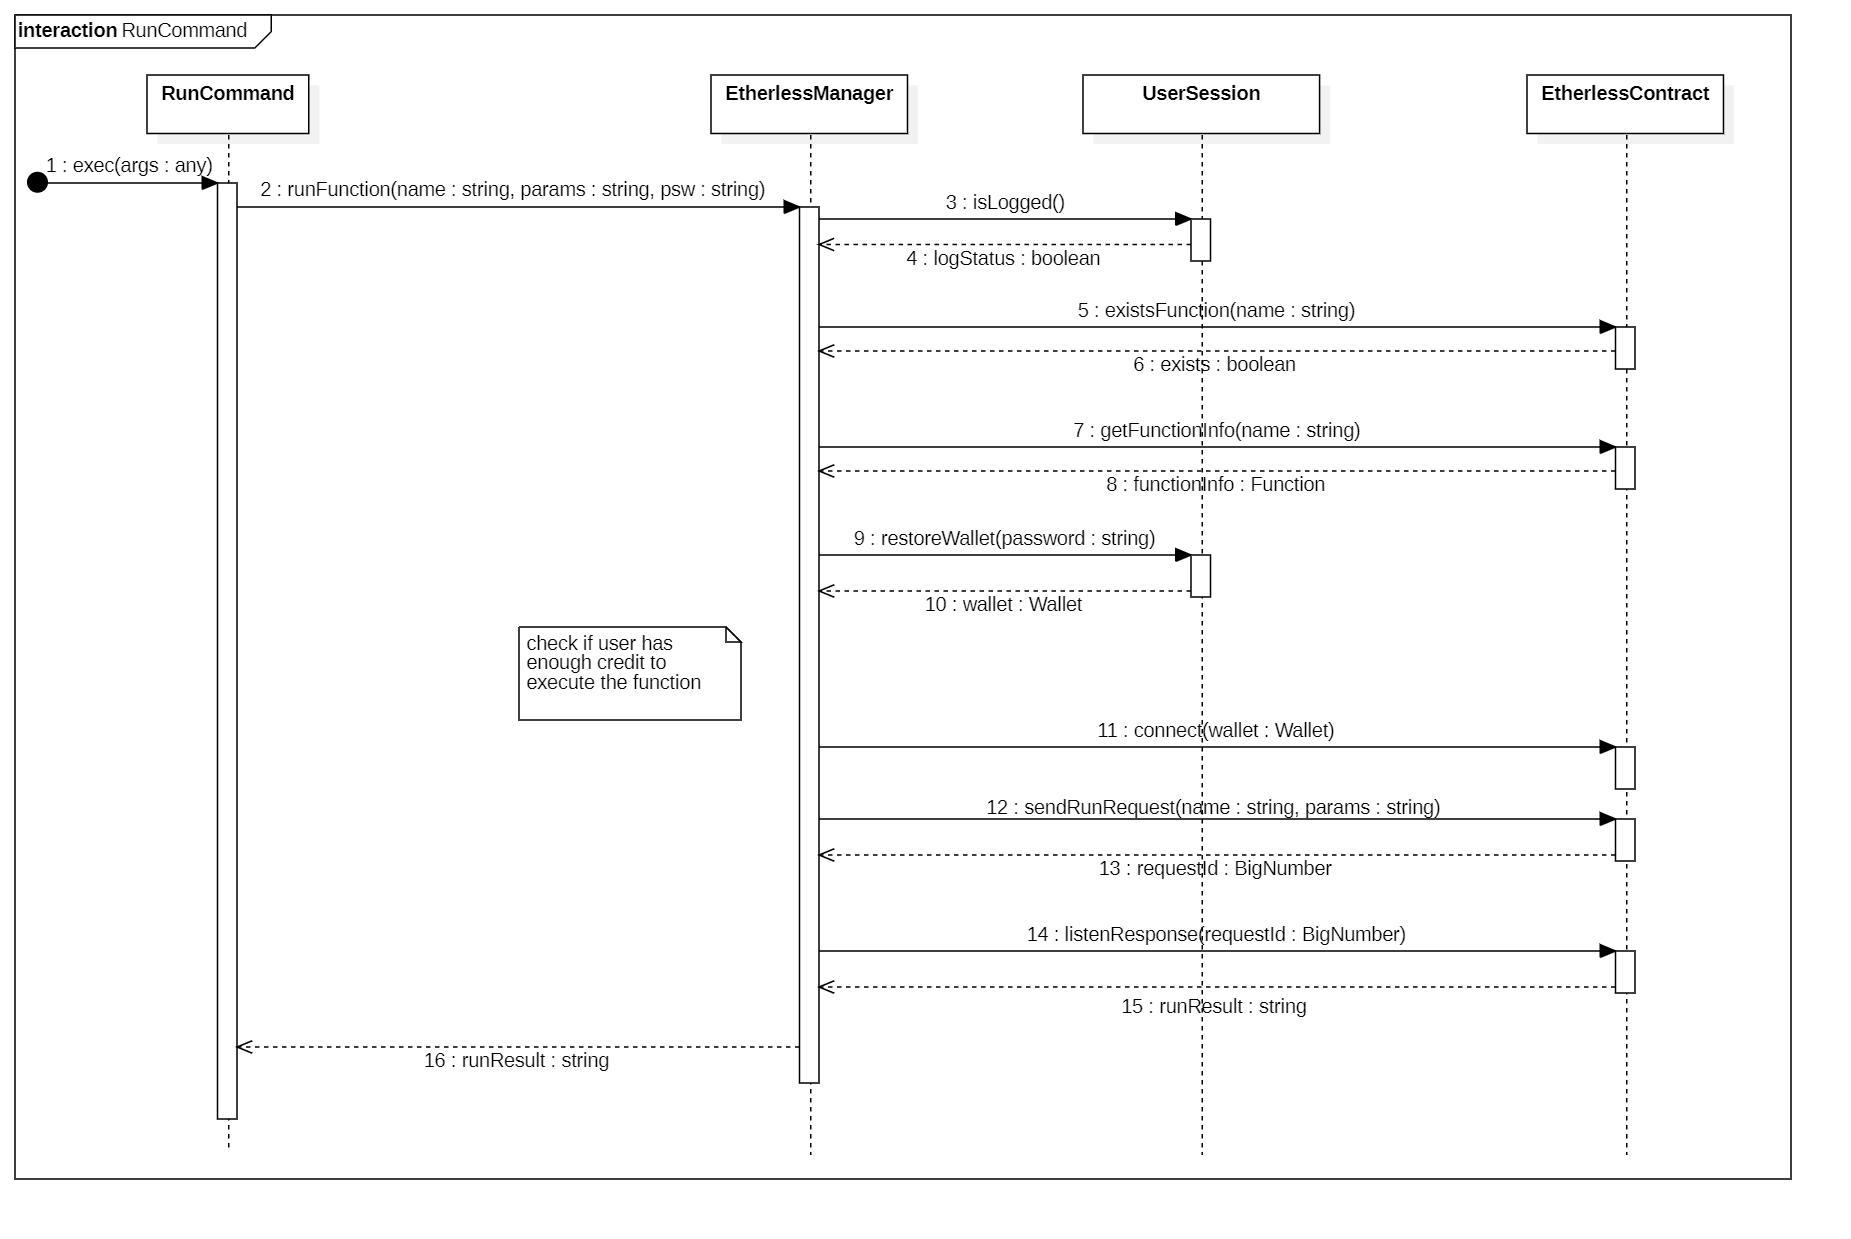 interaction RunCommand
RunCommand
EtherlessManager
UserSession
EtherlessContract
1 : exec(args : any)
2 : runFunction(name : string, params : string, psw : string)
3 : isLogged()
4 : logStatus : boolean
5 : existsFunction(name : string)
6 : exists : boolean
7 : getFunctionInfo(name : string)
8 : functionInfo : Function
9 : restoreWallet(password : string)
10 : wallet : Wallet
check if user has
enough credit to
execute the function
11 : connect(wallet : Wallet)
12 : sendRunRequest(name : string, params : string)
13 : requestId : BigNumber
14 : listenResponse(requestId : BigNumber)
15 : runResult : string
16 : runResult : string